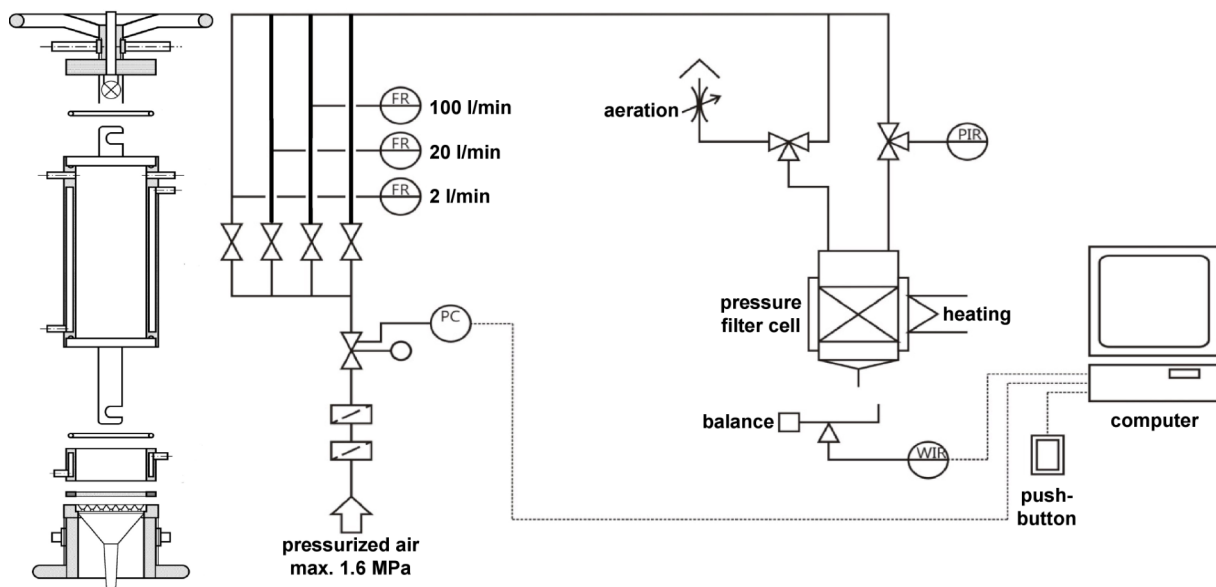 FR 100 l/min
aeration
PIR
FR 20 l/min
FR 2 l/min
pressure
filter cell
heating
PC
balance
computer
WIR
push-
button
pressurized air
max. 1.6 MPa